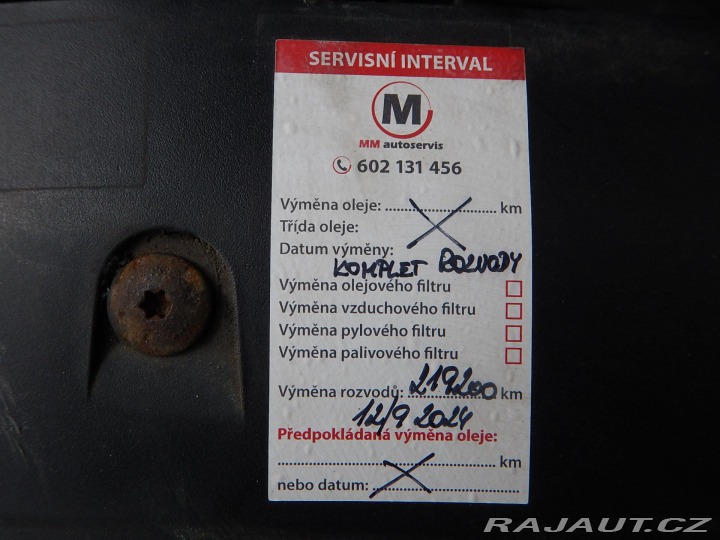 SERVISNÍ INTERVAL
M
MM autoservis
602 131 456
Výměna oleje: ................................ km
Třída oleje:
Datum výměny:
KOMPLET ROZVODY
Výměna olejového filtru
Výměna vzduchového filtru
Výměna pylového filtru
Výměna palivového filtru
Výměna rozvodů: 219200 km
12/9 2024
Předpokládaná výměna oleje:
................................................................ km
nebo datum: ...........................................
RAJAUT.CZ